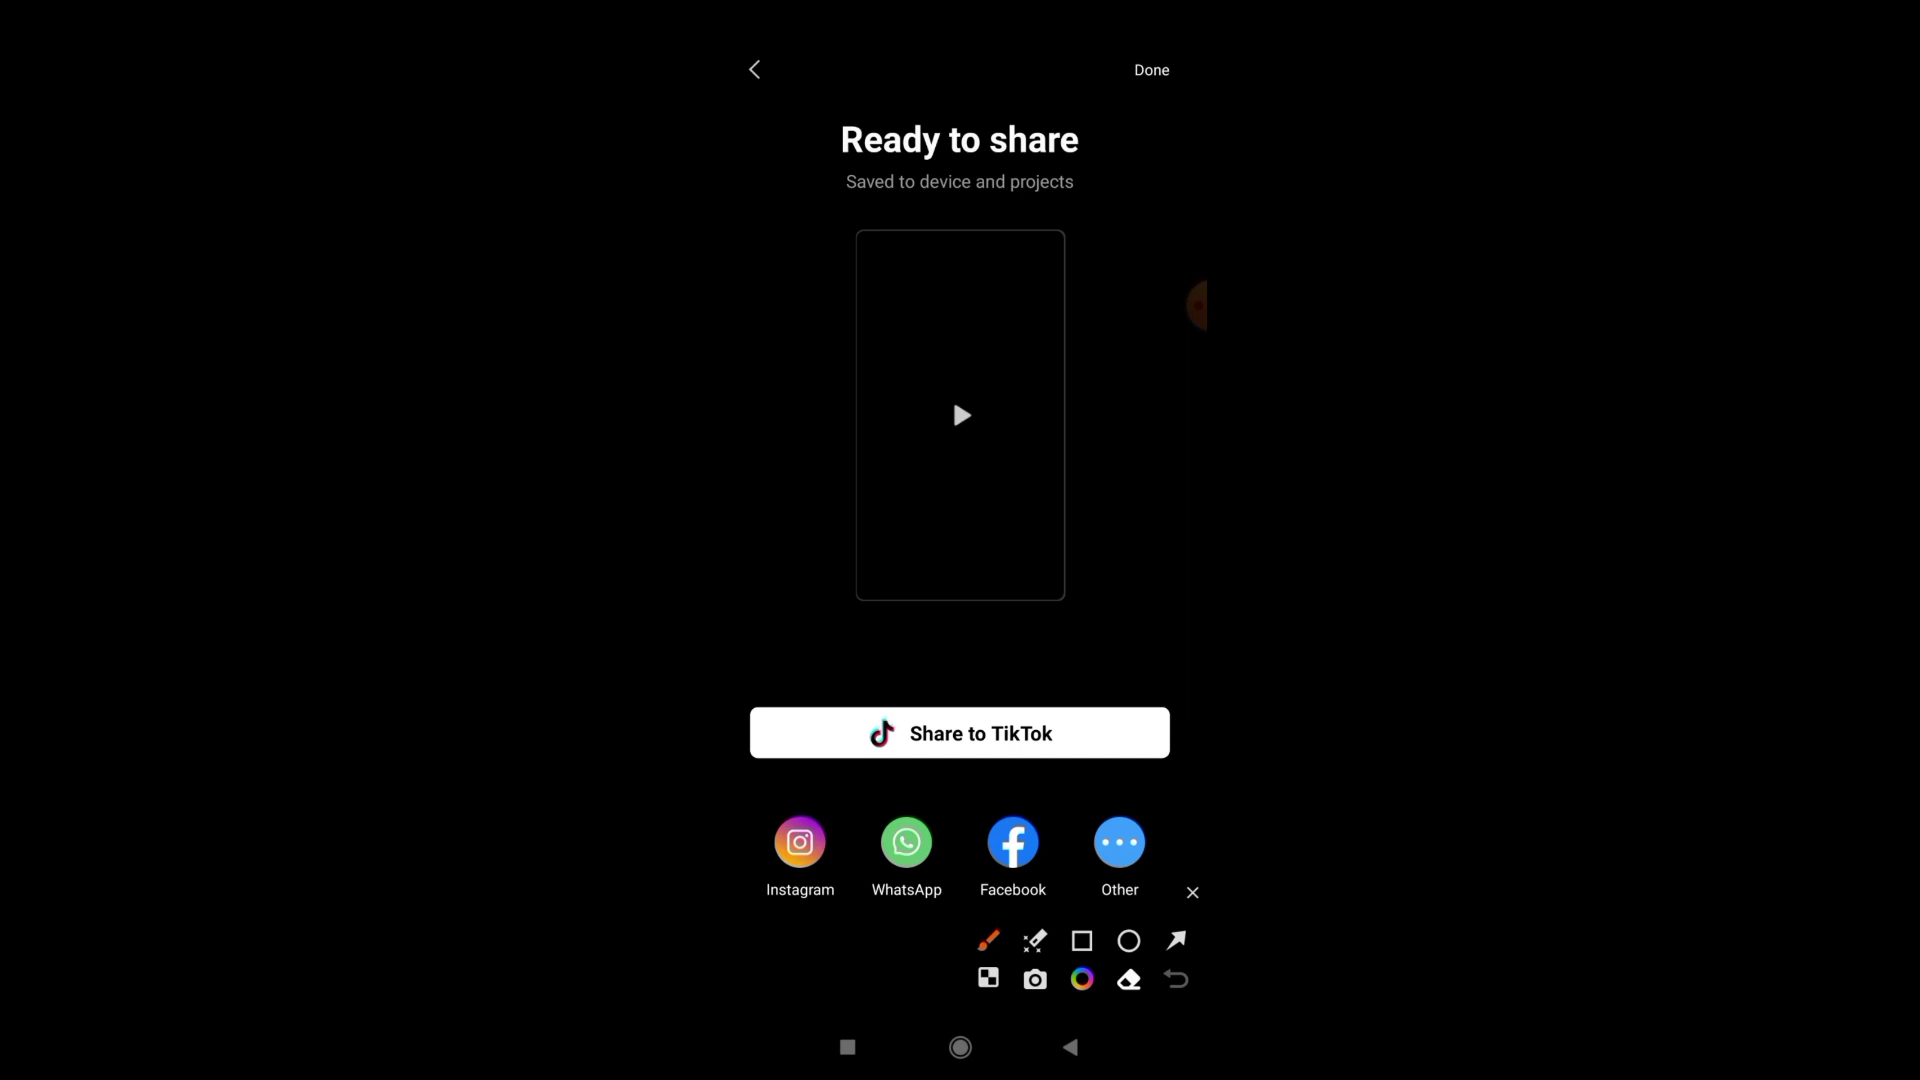 Done
Ready to share
Saved to device and projects
Share to TikTok
Instagram
WhatsApp
Facebook
Other